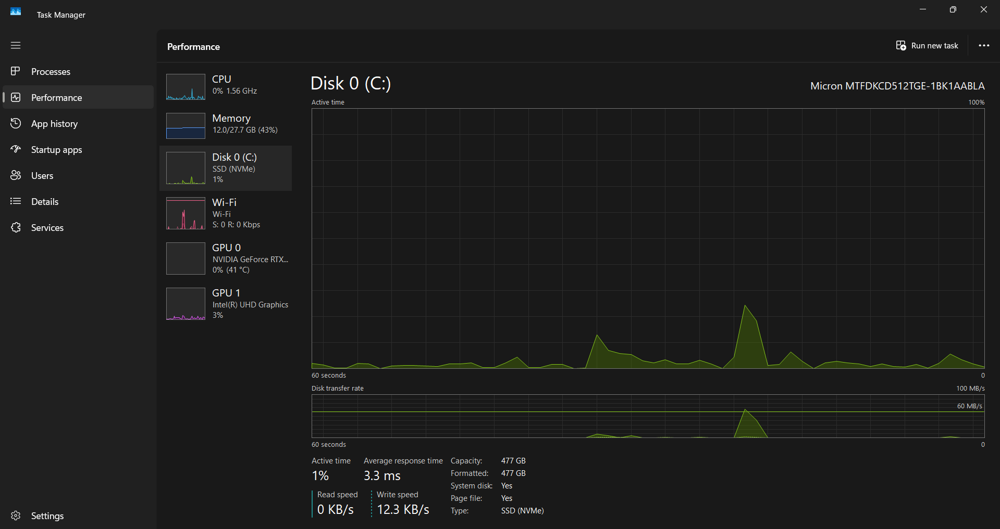 Task Manager
Performance
Run new task
Processes
Performance
App history
Startup apps
Users
Details
Services
Settings
CPU
0% 1.56 GHz
Memory
12.0/27.7 GB (43%)
Disk 0 (C:)
SSD (NVMe)
1%
Wi-Fi
Wi-Fi
S: 0 R: 0 Kbps
GPU 0
NVIDIA GeForce RTX...
0% (41 °C)
GPU 1
Intel(R) UHD Graphics
3%
Disk 0 (C:)
Micron MTFDKCD512TGE-1BK1AABLA
Active time 100%
60 seconds 0
Disk transfer rate 100 MB/s
60 MB/s
60 seconds 0
Active time
1%
Average response time
3.3 ms
Read speed
0 KB/s
Write speed
12.3 KB/s
Capacity: 477 GB
Formatted: 477 GB
System disk: Yes
Page file: Yes
Type: SSD (NVMe)